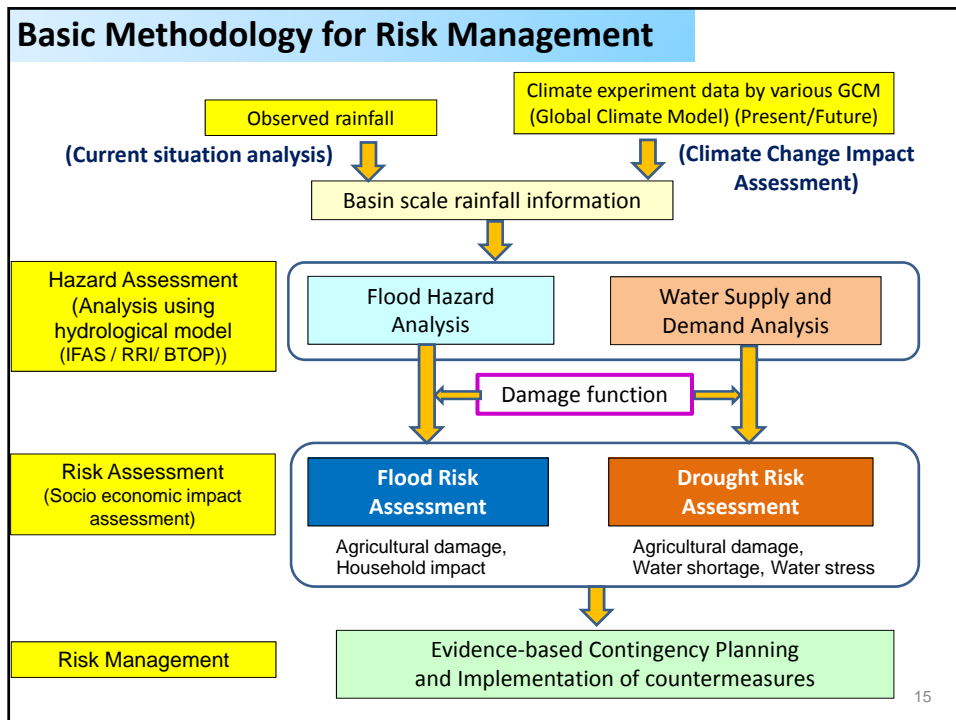 Basic Methodology for Risk Management
Observed rainfall
Climate experiment data by various GCM
(Global Climate Model) (Present/Future)
(Current situation analysis)
(Climate Change Impact
Assessment)
Basin scale rainfall information
Hazard Assessment
(Analysis using
hydrological model
(IFAS / RRI/ BTOP))
Flood Hazard
Analysis
Water Supply and
Demand Analysis
Damage function
Risk Assessment
(Socio economic impact
assessment)
Flood Risk
Assessment
Drought Risk
Assessment
Agricultural damage,
Household impact
Agricultural damage,
Water shortage, Water stress
Risk Management
Evidence-based Contingency Planning
and Implementation of countermeasures
15